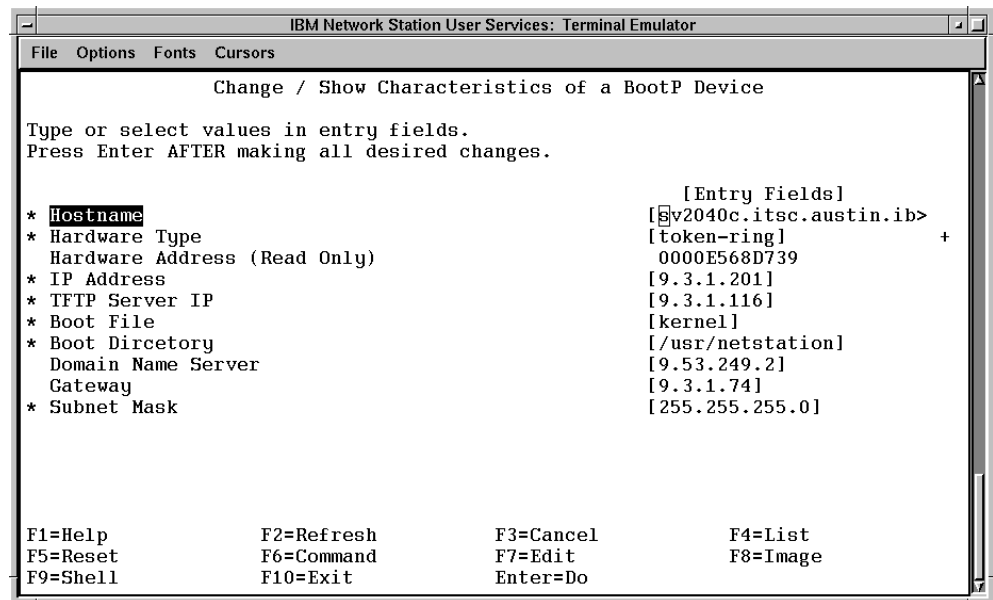 IBM Network Station User Services: Terminal Emulator
File Options Fonts Cursors
Change / Show Characteristics of a BootP Device
Type or select values in entry fields.
Press Enter AFTER making all desired changes.
[Entry Fields]
* Hostname [sv2040c.itsc.austin.ib>
* Hardware Type [token-ring] +
Hardware Address (Read Only) 0000E568D739
* IP Address [9.3.1.201]
* TFTP Server IP [9.3.1.116]
* Boot File [kernel]
* Boot Dircetory [/usr/netstation]
Domain Name Server [9.53.249.2]
Gateway [9.3.1.74]
* Subnet Mask [255.255.255.0]
F1=Help F2=Refresh F3=Cancel F4=List
F5=Reset F6=Command F7=Edit F8=Image
F9=Shell F10=Exit Enter=Do